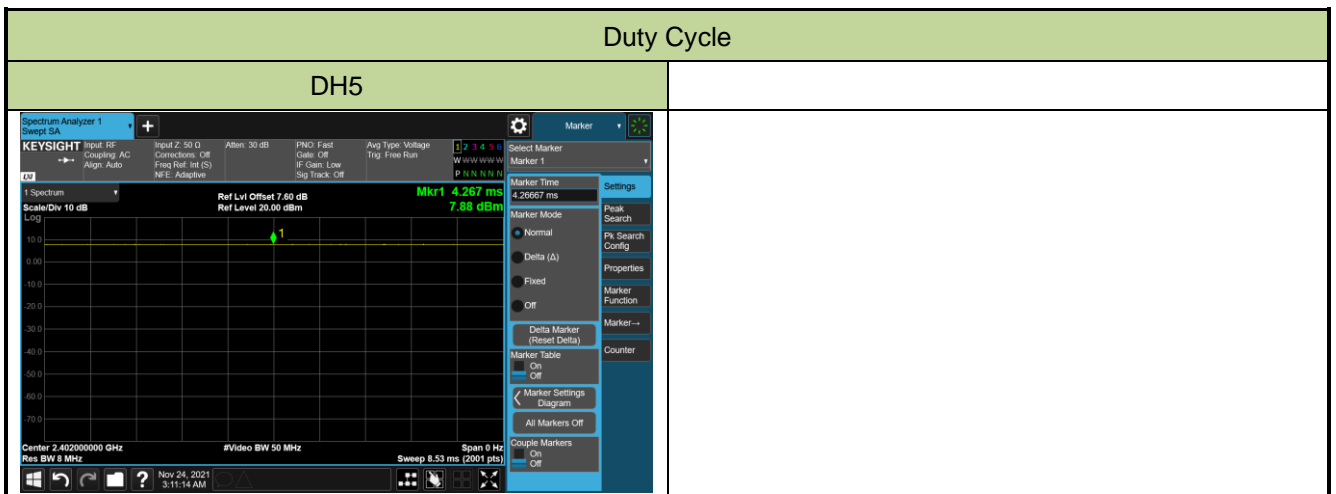 Duty Cycle
DH5
Spectrum Analyzer 1
Swept SA
+
Marker
KEYSIGHT
Input: RF
Coupling: AC
Align: Auto
Input Z: 50 Ω
Corrections: Off
Freq Ref: Int (S)
NFE: Adaptive
Atten: 30 dB
PNO: Fast
Gate: Off
IF Gain: Low
Sig Track: Off
Avg Type: Voltage
Trig: Free Run
1 2 3 4 5 6
W W W W W W
P N N N N N
LXI
Select Marker
Marker 1
1 Spectrum
Scale/Div 10 dB
Log
Ref Lvl Offset 7.60 dB
Ref Level 20.00 dBm
Mkr1 4.267 ms
7.88 dBm
10.0
0.00
-10.0
-20.0
-30.0
-40.0
-50.0
-60.0
-70.0
1
Center 2.402000000 GHz
Res BW 8 MHz
#Video BW 50 MHz
Span 0 Hz
Sweep 8.53 ms (2001 pts)
Marker Time
4.26667 ms
Marker Mode
Normal
Delta (Δ)
Fixed
Off
Delta Marker
(Reset Delta)
Marker Table
On
Off
Marker Settings
Diagram
All Markers Off
Couple Markers
On
Off
Settings
Peak
Search
Pk Search
Config
Properties
Marker
Function
Marker→
Counter
?
Nov 24, 2021
3:11:14 AM